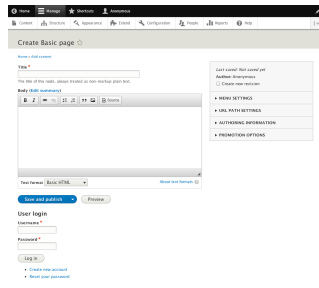 Home Manage Shortcuts Anonymous
Content Structure Appearance Extend Configuration People Reports Help
Create Basic page
Home » Add content
Title *
The title of this node, always treated as non-markup plain text.
Body (Edit summary)
B I Source
Text format Basic HTML About text formats
Save and publish Preview
Last saved: Not saved yet
Author: Anonymous
Create new revision
MENU SETTINGS
URL PATH SETTINGS
AUTHORING INFORMATION
PROMOTION OPTIONS
User login
Username *
Password *
Log in
Create new account
Reset your password